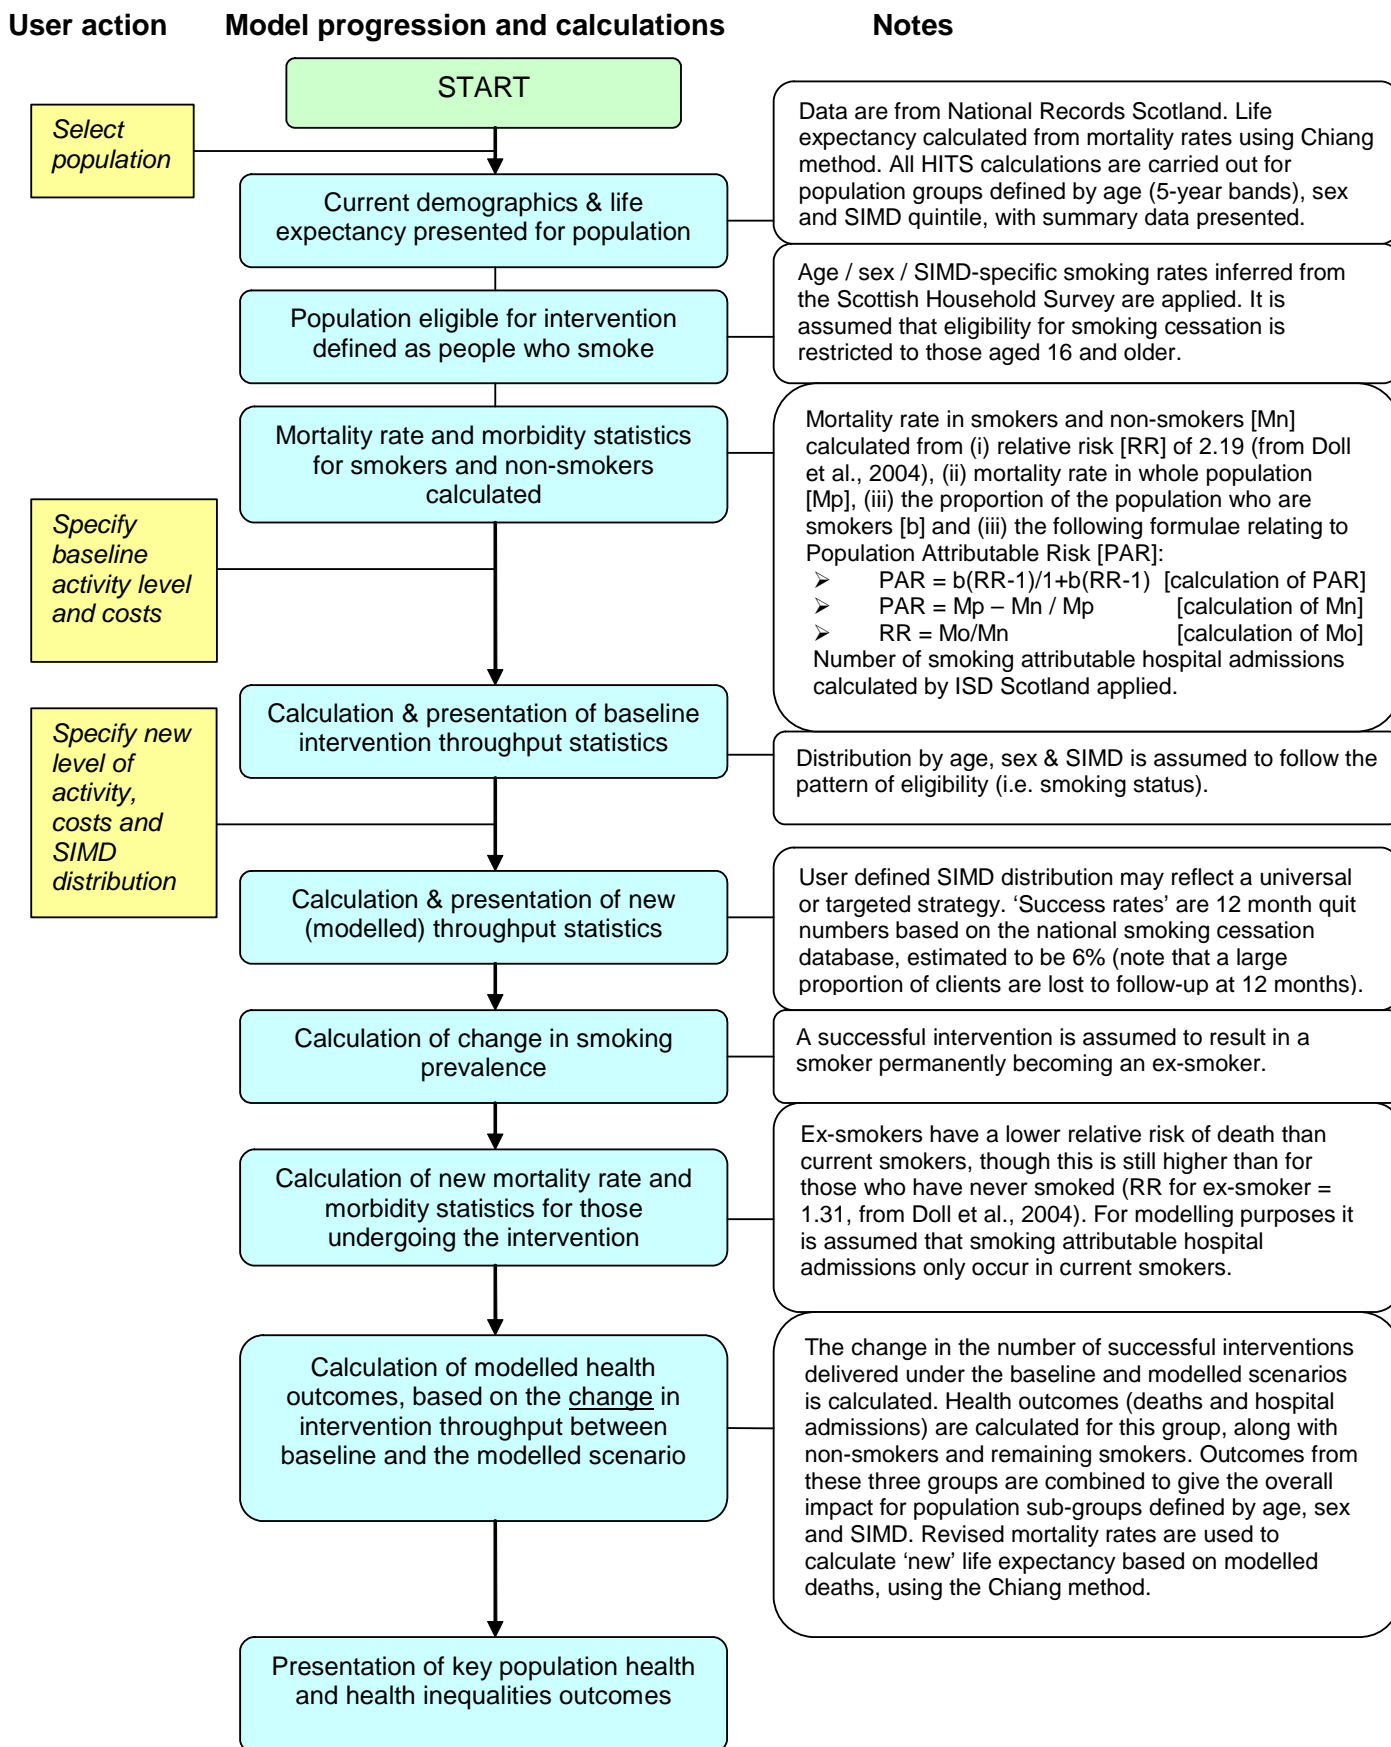 User action
Model progression and calculations
Notes
START
Select
population
Data are from National Records Scotland. Life
expectancy calculated from mortality rates using Chiang
method. All HITS calculations are carried out for
population groups defined by age (5-year bands), sex
and SIMD quintile, with summary data presented.
Current demographics & life
expectancy presented for population
Age / sex / SIMD-specific smoking rates inferred from
the Scottish Household Survey are applied. It is
assumed that eligibility for smoking cessation is
restricted to those aged 16 and older.
Population eligible for intervention
defined as people who smoke
Mortality rate and morbidity statistics
for smokers and non-smokers
calculated
Mortality rate in smokers and non-smokers [Mn]
calculated from (i) relative risk [RR] of 2.19 (from Doll
et al., 2004), (ii) mortality rate in whole population
[Mp], (iii) the proportion of the population who are
smokers [b] and (iii) the following formulae relating to
Population Attributable Risk [PAR]:
➢ PAR = b(RR-1)/1+b(RR-1) [calculation of PAR]
➢ PAR = Mp – Mn / Mp [calculation of Mn]
➢ RR = Mo/Mn [calculation of Mo]
Number of smoking attributable hospital admissions
calculated by ISD Scotland applied.
Specify
baseline
activity level
and costs
Calculation & presentation of baseline
intervention throughput statistics
Distribution by age, sex & SIMD is assumed to follow the
pattern of eligibility (i.e. smoking status).
Specify new
level of
activity,
costs and
SIMD
distribution
Calculation & presentation of new
(modelled) throughput statistics
User defined SIMD distribution may reflect a universal
or targeted strategy. ‘Success rates’ are 12 month quit
numbers based on the national smoking cessation
database, estimated to be 6% (note that a large
proportion of clients are lost to follow-up at 12 months).
Calculation of change in smoking
prevalence
A successful intervention is assumed to result in a
smoker permanently becoming an ex-smoker.
Calculation of new mortality rate and
morbidity statistics for those
undergoing the intervention
Ex-smokers have a lower relative risk of death than
current smokers, though this is still higher than for
those who have never smoked (RR for ex-smoker =
1.31, from Doll et al., 2004). For modelling purposes it
is assumed that smoking attributable hospital
admissions only occur in current smokers.
Calculation of modelled health
outcomes, based on the change in
intervention throughput between
baseline and the modelled scenario
The change in the number of successful interventions
delivered under the baseline and modelled scenarios
is calculated. Health outcomes (deaths and hospital
admissions) are calculated for this group, along with
non-smokers and remaining smokers. Outcomes from
these three groups are combined to give the overall
impact for population sub-groups defined by age, sex
and SIMD. Revised mortality rates are used to
calculate ‘new’ life expectancy based on modelled
deaths, using the Chiang method.
Presentation of key population health
and health inequalities outcomes